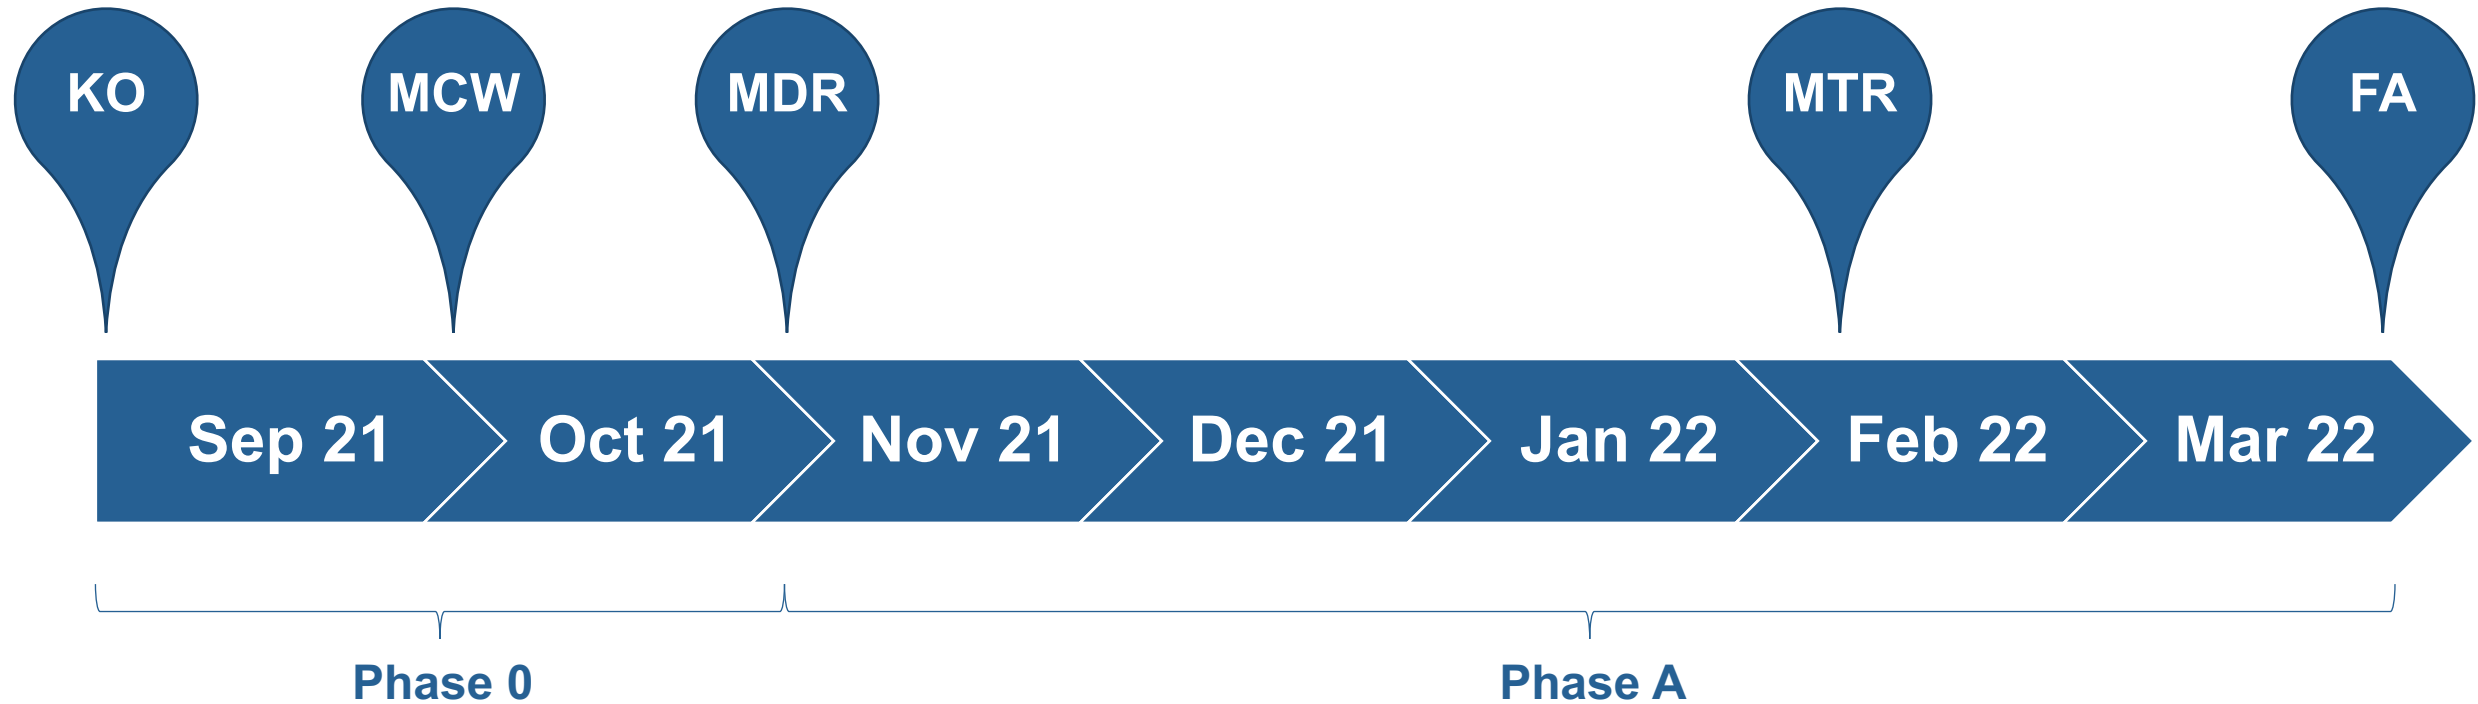 KO MCW MDR MTR FA
Sep 21 Oct 21 Nov 21 Dec 21 Jan 22 Feb 22 Mar 22
Phase 0 Phase A